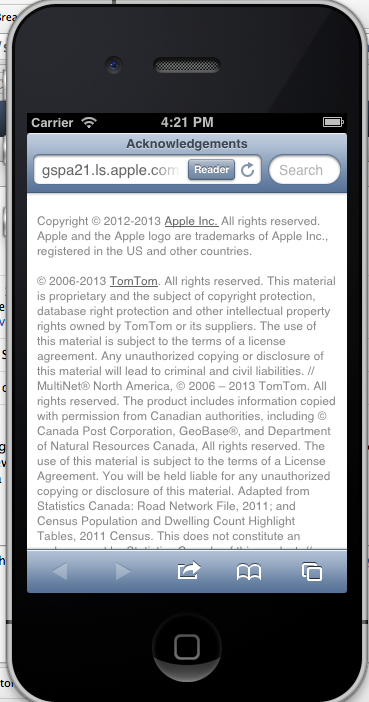 Carrier 4:21 PM
Acknowledgements
gspa21.ls.apple.com Reader Search
Copyright © 2012-2013 Apple Inc. All rights reserved.
Apple and the Apple logo are trademarks of Apple Inc.,
registered in the US and other countries.
© 2006-2013 TomTom. All rights reserved. This material
is proprietary and the subject of copyright protection,
database right protection and other intellectual property
rights owned by TomTom or its suppliers. The use of
this material is subject to the terms of a license
agreement. Any unauthorized copying or disclosure of
this material will lead to criminal and civil liabilities. //
MultiNet® North America, © 2006 – 2013 TomTom. All
rights reserved. The product includes information copied
with permission from Canadian authorities, including ©
Canada Post Corporation, GeoBase®, and Department
of Natural Resources Canada, All rights reserved. The
use of this material is subject to the terms of a License
Agreement. You will be held liable for any unauthorized
copying or disclosure of this material. Adapted from
Statistics Canada: Road Network File, 2011; and
Census Population and Dwelling Count Highlight
Tables, 2011 Census. This does not constitute an